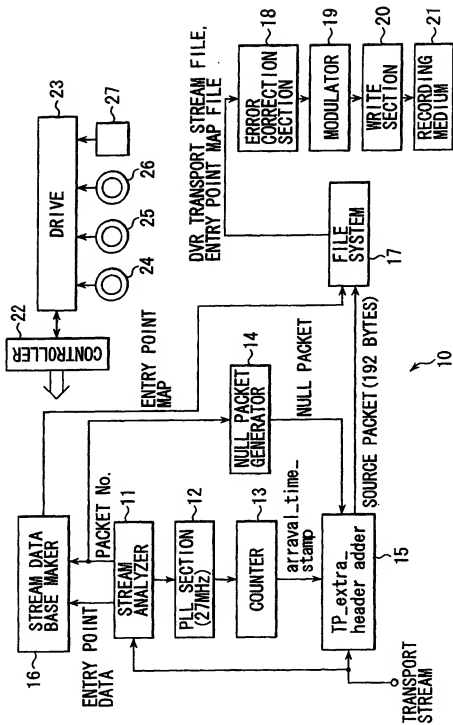 22
CONTROLLER
23
DRIVE
24
25
26
27
16
STREAM DATA
BASE MAKER
ENTRY POINT
DATA
PACKET No.
ENTRY POINT
MAP
11
STREAM
ANALYZER
12
PLL SECTION
(27MHz)
13
COUNTER
arraval_time_
stamp
14
NULL PACKET
GENERATOR
NULL PACKET
TP_extra_
header adder
15
TRANSPORT
STREAM
SOURCE PACKET (192 BYTES)
FILE
SYSTEM
17
DVR TRANSPORT STREAM FILE,
ENTRY POINT MAP FILE
18
ERROR
CORRECTION
SECTION
19
MODULATOR
20
WRITE
SECTION
21
RECORDING
MEDIUM
10